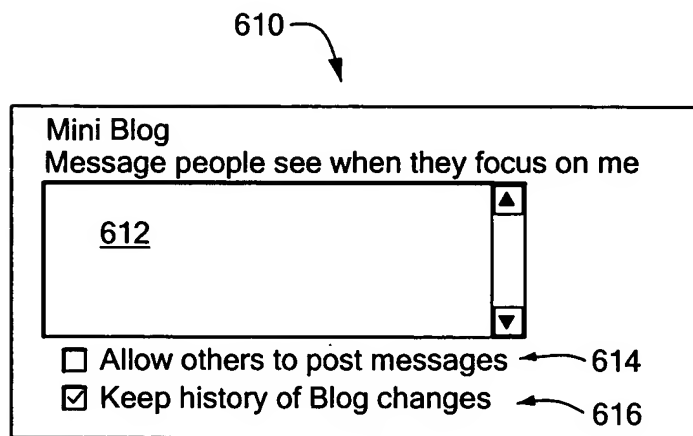 610
Mini Blog
Message people see when they focus on me
612
Allow others to post messages 614
Keep history of Blog changes 616